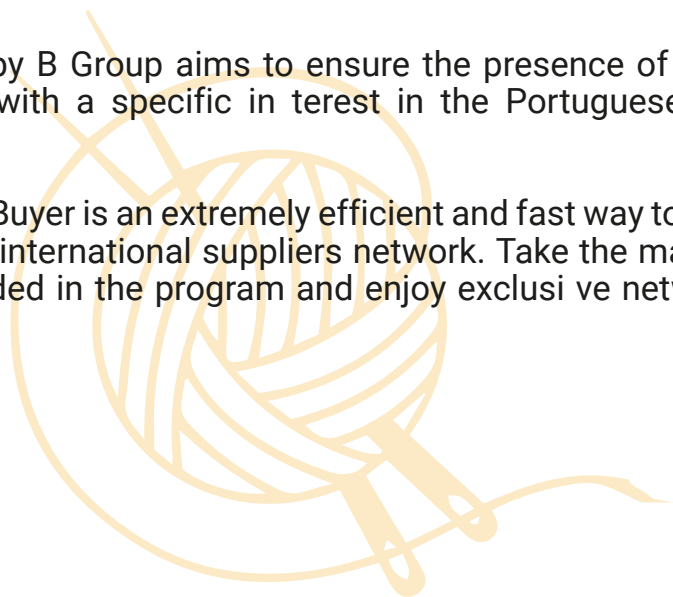 by B Group aims to ensure the presence of
with a specific in terest in the Portuguese
Buyer is an extremely efficient and fast way to
international suppliers network. Take the ma
ded in the program and enjoy exclusi ve net